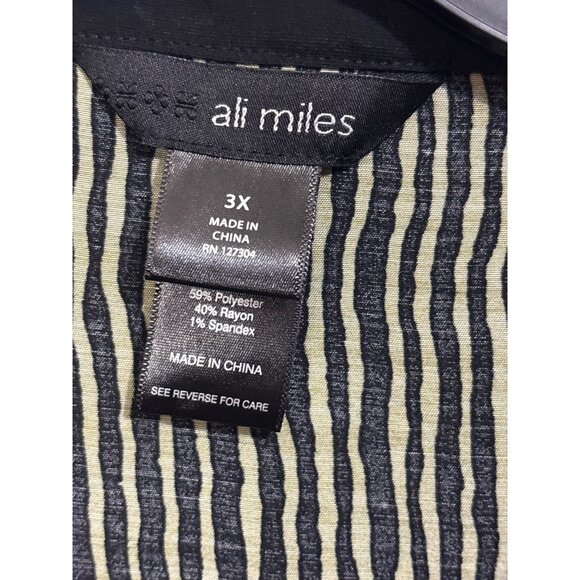 ali miles
3X
MADE IN
CHINA
RN 127304
59% Polyester
40% Rayon
1% Spandex
MADE IN CHINA
SEE REVERSE FOR CARE